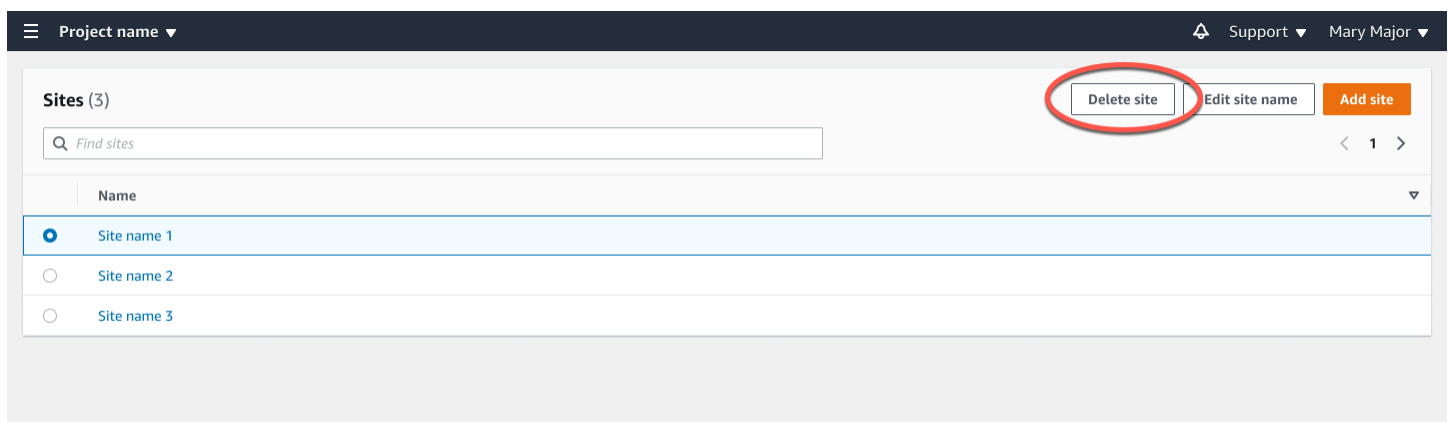 Project name Support Mary Major
Sites (3) Delete site Edit site name Add site
Find sites 1
Name
Site name 1
Site name 2
Site name 3